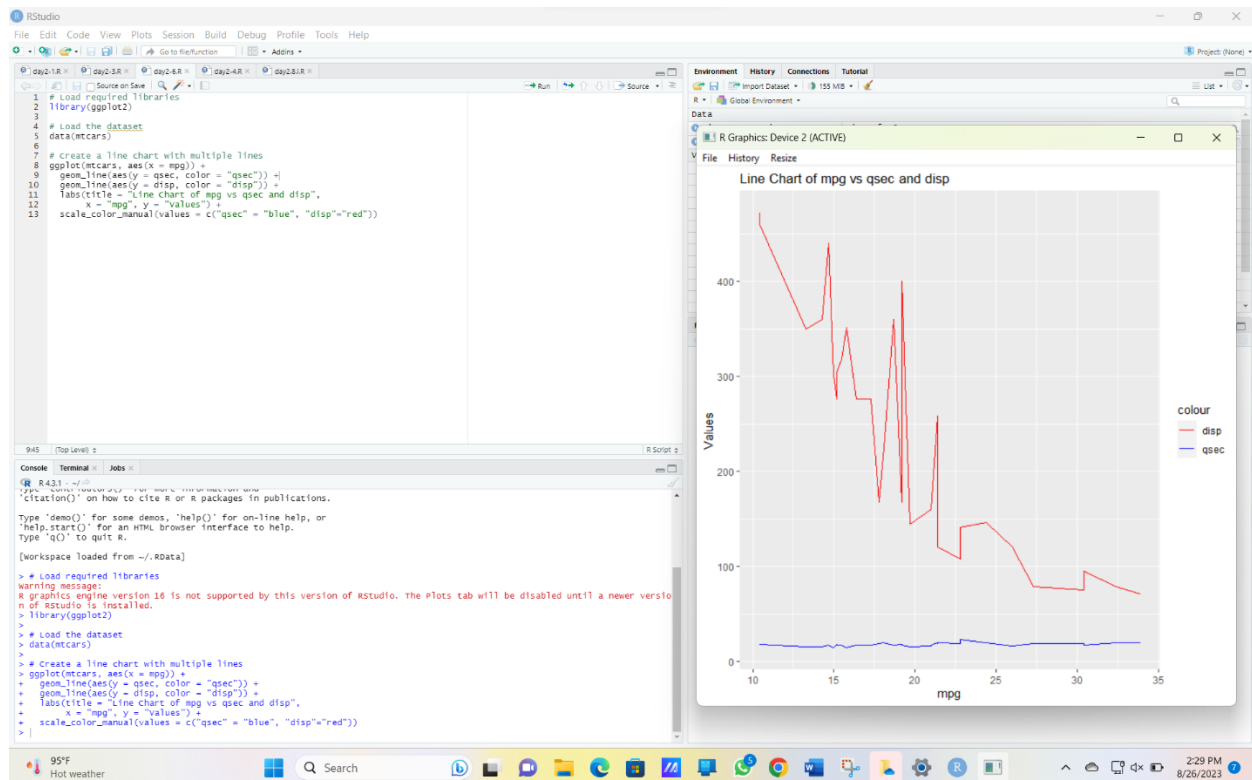 RStudio
File Edit Code View Plots Session Build Debug Profile Tools Help
Go to file/function Addins Project: (None)
day2-1.R day2-3.R day2-6.R day2-4.R day2.8.i.R
Source on Save Run Source
1 # Load required libraries
2 library(ggplot2)
3
4 # Load the dataset
5 data(mtcars)
6
7 # Create a line chart with multiple lines
8 ggplot(mtcars, aes(x = mpg)) +
9 geom_line(aes(y = qsec, color = "qsec")) +
10 geom_line(aes(y = disp, color = "disp")) +
11 labs(title = "Line Chart of mpg vs qsec and disp",
12 x = "mpg", y = "Values") +
13 scale_color_manual(values = c("qsec" = "blue", "disp"="red"))
9:45 (Top Level) R Script
Console Terminal Jobs
R 4.3.1 · ~/
'citation()' on how to cite R or R packages in publications.
Type 'demo()' for some demos, 'help()' for on-line help, or
'help.start()' for an HTML browser interface to help.
Type 'q()' to quit R.
[Workspace loaded from ~/.RData]
> # Load required libraries
Warning message:
R graphics engine version 16 is not supported by this version of RStudio. The Plots tab will be disabled until a newer versio
n of RStudio is installed.
> library(ggplot2)
>
> # Load the dataset
> data(mtcars)
>
> # Create a line chart with multiple lines
> ggplot(mtcars, aes(x = mpg)) +
+ geom_line(aes(y = qsec, color = "qsec")) +
+ geom_line(aes(y = disp, color = "disp")) +
+ labs(title = "Line Chart of mpg vs qsec and disp",
+ x = "mpg", y = "Values") +
+ scale_color_manual(values = c("qsec" = "blue", "disp"="red"))
>
Environment History Connections Tutorial
Import Dataset 155 MiB List
R Global Environment
Data
R Graphics: Device 2 (ACTIVE)
File History Resize
Line Chart of mpg vs qsec and disp
400
300
200
100
0
Values
10 15 20 25 30 35
mpg
colour
disp
qsec
95°F
Hot weather
Search
5
2:29 PM
8/26/2023
7